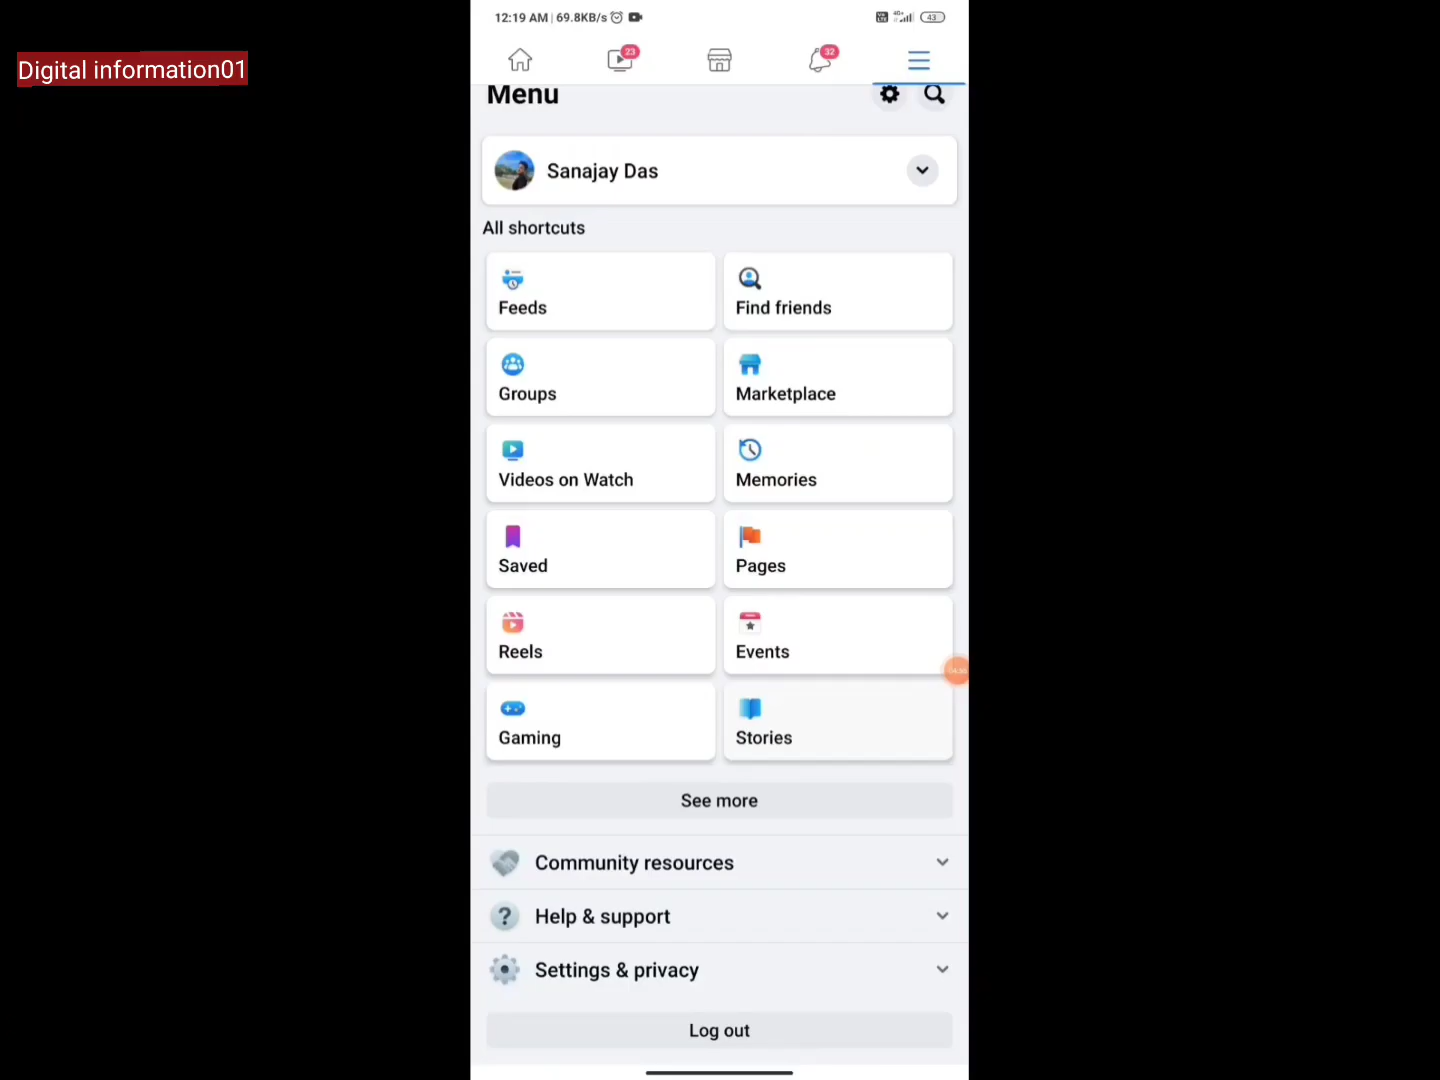 12:19 AM | 69.8KB/s
4G+
43
Digital information01
23
32
Menu
Sanajay Das
All shortcuts
Feeds
Find friends
Groups
Marketplace
Videos on Watch
Memories
Saved
Pages
Reels
Events
Gaming
Stories
See more
Community resources
Help & support
Settings & privacy
Log out